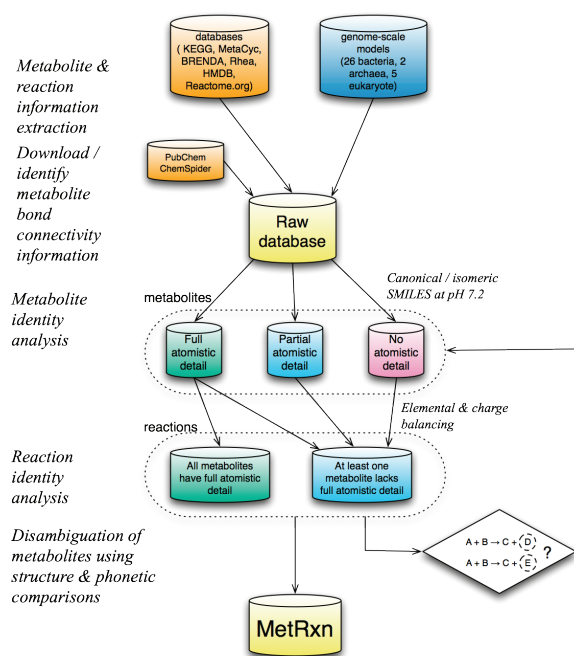 databases
( KEGG, MetaCyc,
BRENDA, Rhea,
HMDB,
Reactome.org)
genome-scale
models
(26 bacteria, 2
archaea, 5
eukaryote)
Metabolite &
reaction
information
extraction
Download /
identify
metabolite
bond
connectivity
information
PubChem
ChemSpider
Raw
database
Canonical / isomeric
SMILES at pH 7.2
Metabolite
identity
analysis
metabolites
Full
atomistic
detail
Partial
atomistic
detail
No
atomistic
detail
Elemental & charge
balancing
reactions
Reaction
identity
analysis
All metabolites
have full atomistic
detail
At least one
metabolite lacks
full atomistic detail
Disambiguation of
metabolites using
structure & phonetic
comparisons
A + B → C + D
A + B → C + E
?
MetRxn